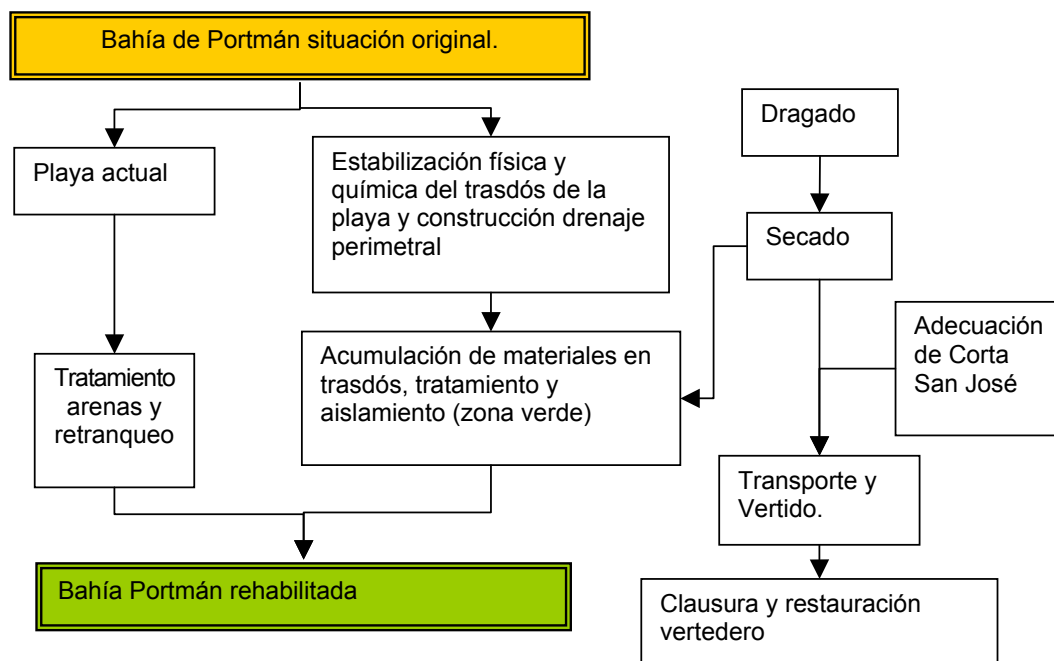 Bahía de Portmán situación original.
Playa actual
Estabilización física y
química del trasdós de la
playa y construcción drenaje
perimetral
Dragado
Secado
Adecuación
de Corta
San José
Tratamiento
arenas y
retranqueo
Acumulación de materiales en
trasdós, tratamiento y
aislamiento (zona verde)
Transporte y
Vertido.
Bahía Portmán rehabilitada
Clausura y restauración
vertedero